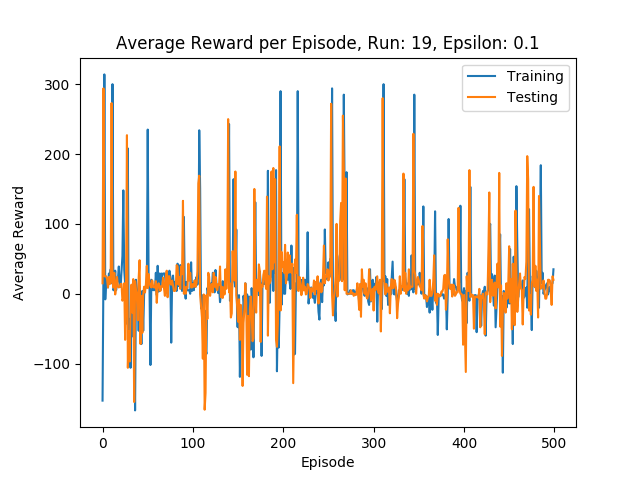 Average Reward per Episode, Run: 19, Epsilon: 0.1
Training
Testing
300
200
100
0
−100
Average Reward
0
100
200
300
400
500
Episode